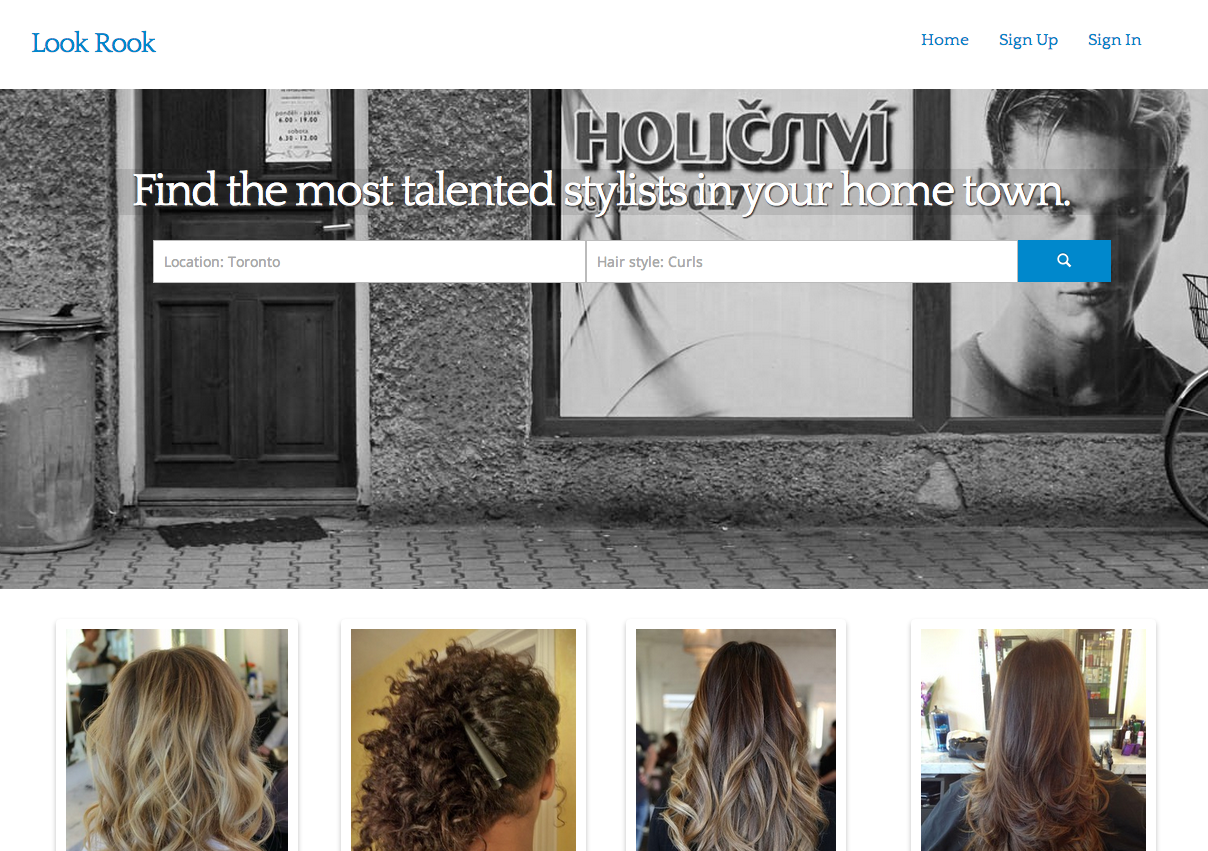 Look Rook
Home
Sign Up
Sign In
pondělí - pátek
6.00 - 19.00
sobota
6.30 - 12.00
HOLIČSTVÍ
Find the most talented stylists in your home town.
Location: Toronto
Hair style: Curls